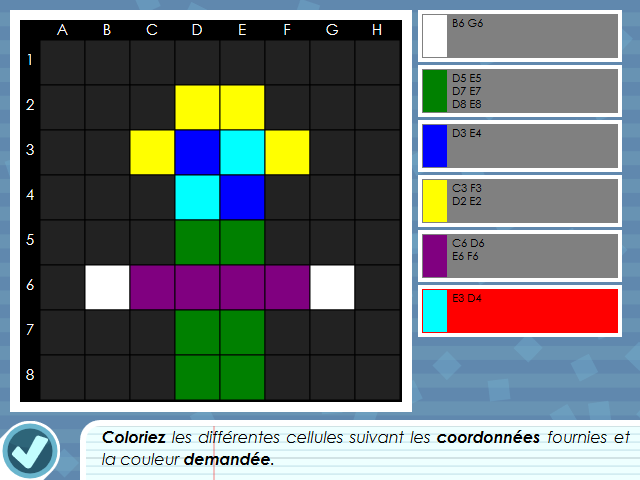 A B C D E F G H
1
2
3
4
5
6
7
8
B6 G6
D5 E5
D7 E7
D8 E8
D3 E4
C3 F3
D2 E2
C6 D6
E6 F6
E3 D4
Coloriez les différentes cellules suivant les coordonnées fournies et
la couleur demandée.